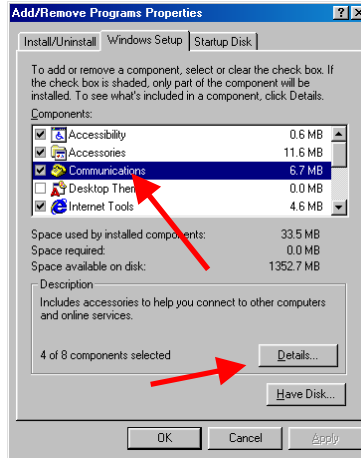 Add/Remove Programs Properties
Install/Uninstall Windows Setup Startup Disk
To add or remove a component, select or clear the check box. If
the check box is shaded, only part of the component will be
installed. To see what's included in a component, click Details.
Components:
Accessibility 0.6 MB
Accessories 11.6 MB
Communications 6.7 MB
Desktop 0.0 MB
Internet Tools 4.6 MB
Space used by installed components: 33.5 MB
Space required: 0.0 MB
Space available on disk: 1352.7 MB
Description
Includes accessories to help you connect to other computers
and online services.
4 of 8 components selected Details...
Have Disk...
OK Cancel Apply